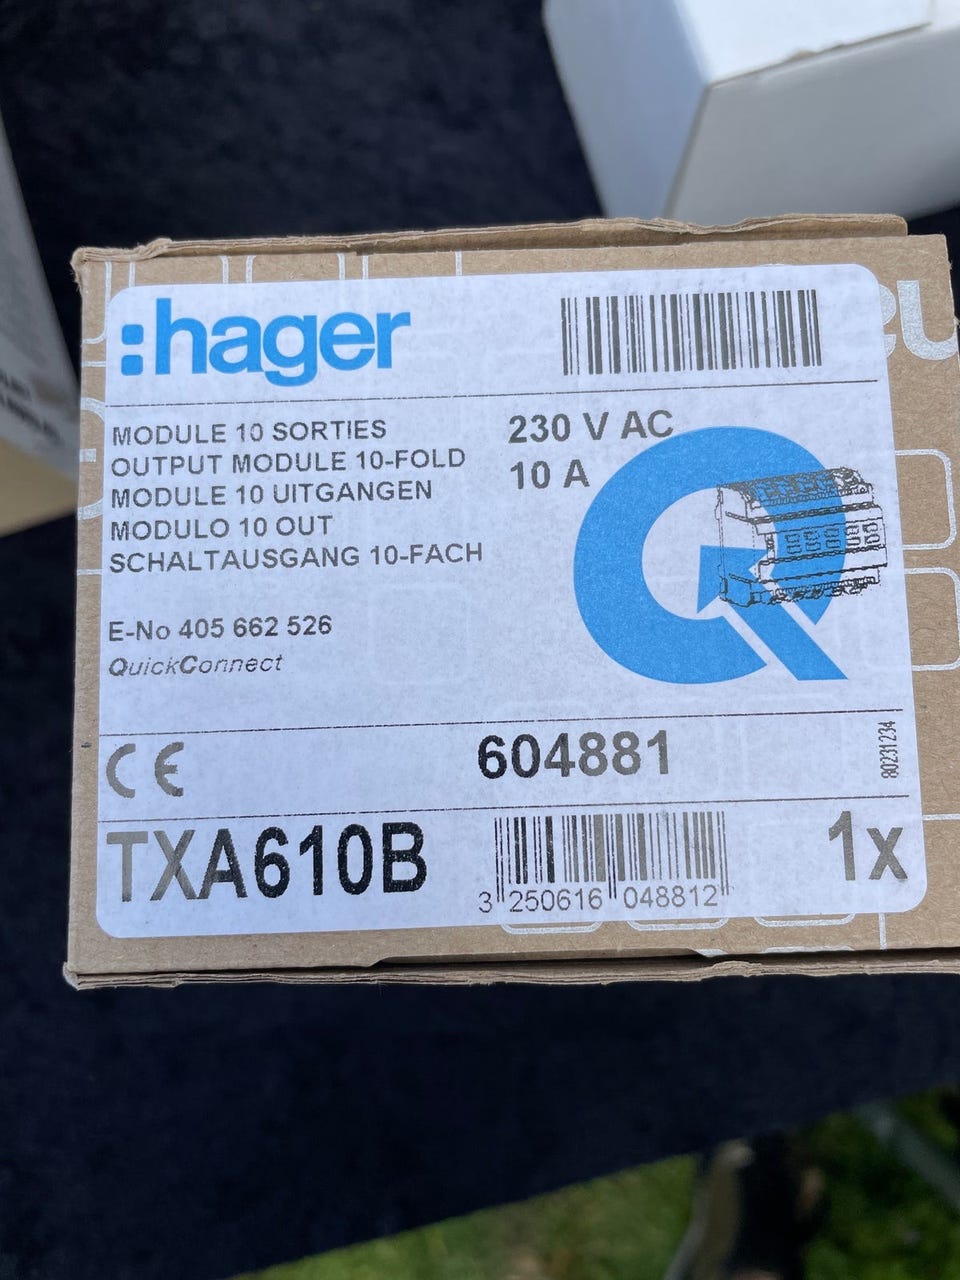 :hager
MODULE 10 SORTIES
OUTPUT MODULE 10-FOLD
MODULE 10 UITGANGEN
MODULO 10 OUT
SCHALTAUSGANG 10-FACH
230 V AC
10 A
E-No 405 662 526
QuickConnect
CE
604881
80231234
TXA610B
3 250616 048812
1x